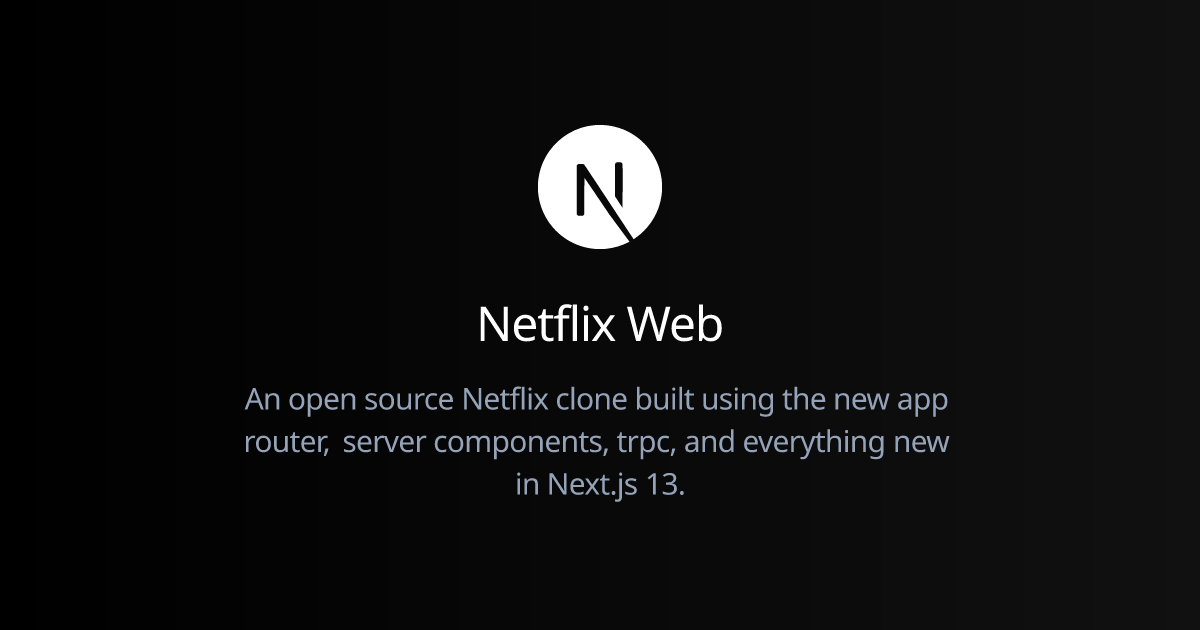 N
Netflix Web
An open source Netflix clone built using the new app
router,  server components, trpc, and everything new
in Next.js 13.